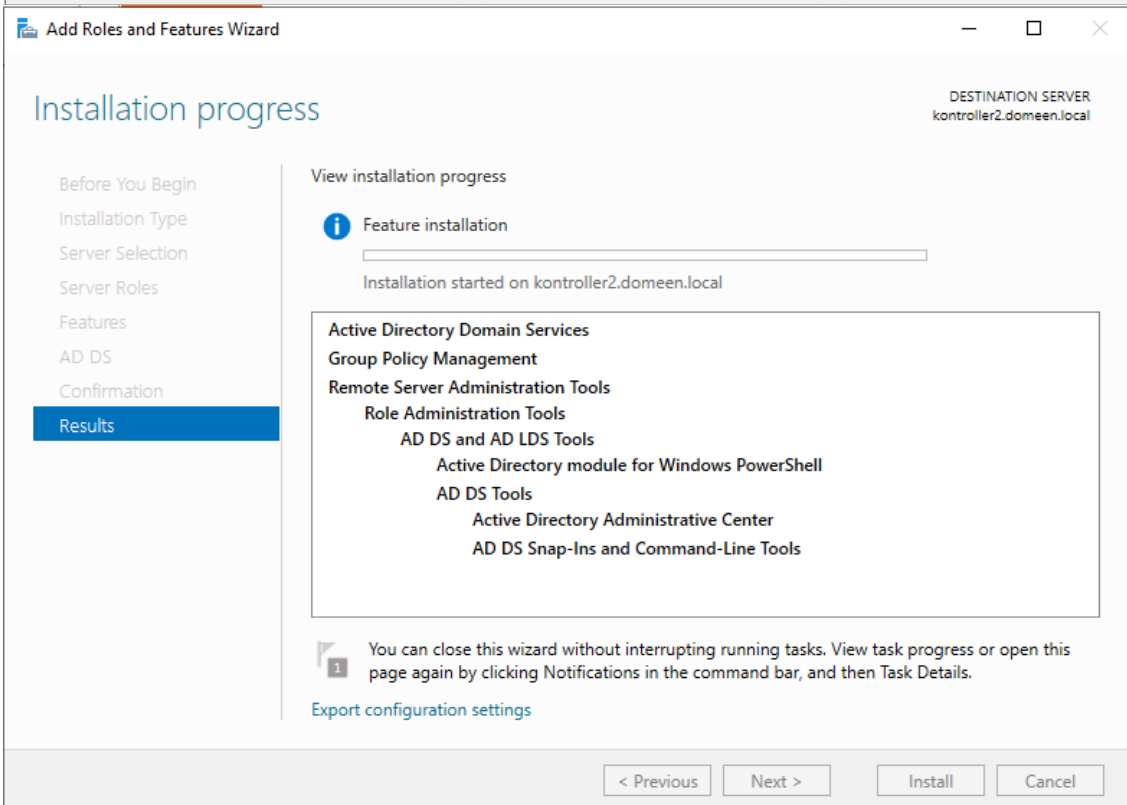 Add Roles and Features Wizard
Installation progress
DESTINATION SERVER
kontroller2.domeen.local
Before You Begin
Installation Type
Server Selection
Server Roles
Features
AD DS
Confirmation
Results
View installation progress
Feature installation
Installation started on kontroller2.domeen.local
Active Directory Domain Services
Group Policy Management
Remote Server Administration Tools
Role Administration Tools
AD DS and AD LDS Tools
Active Directory module for Windows PowerShell
AD DS Tools
Active Directory Administrative Center
AD DS Snap-Ins and Command-Line Tools
1
You can close this wizard without interrupting running tasks. View task progress or open this
page again by clicking Notifications in the command bar, and then Task Details.
Export configuration settings
< Previous
Next >
Install
Cancel